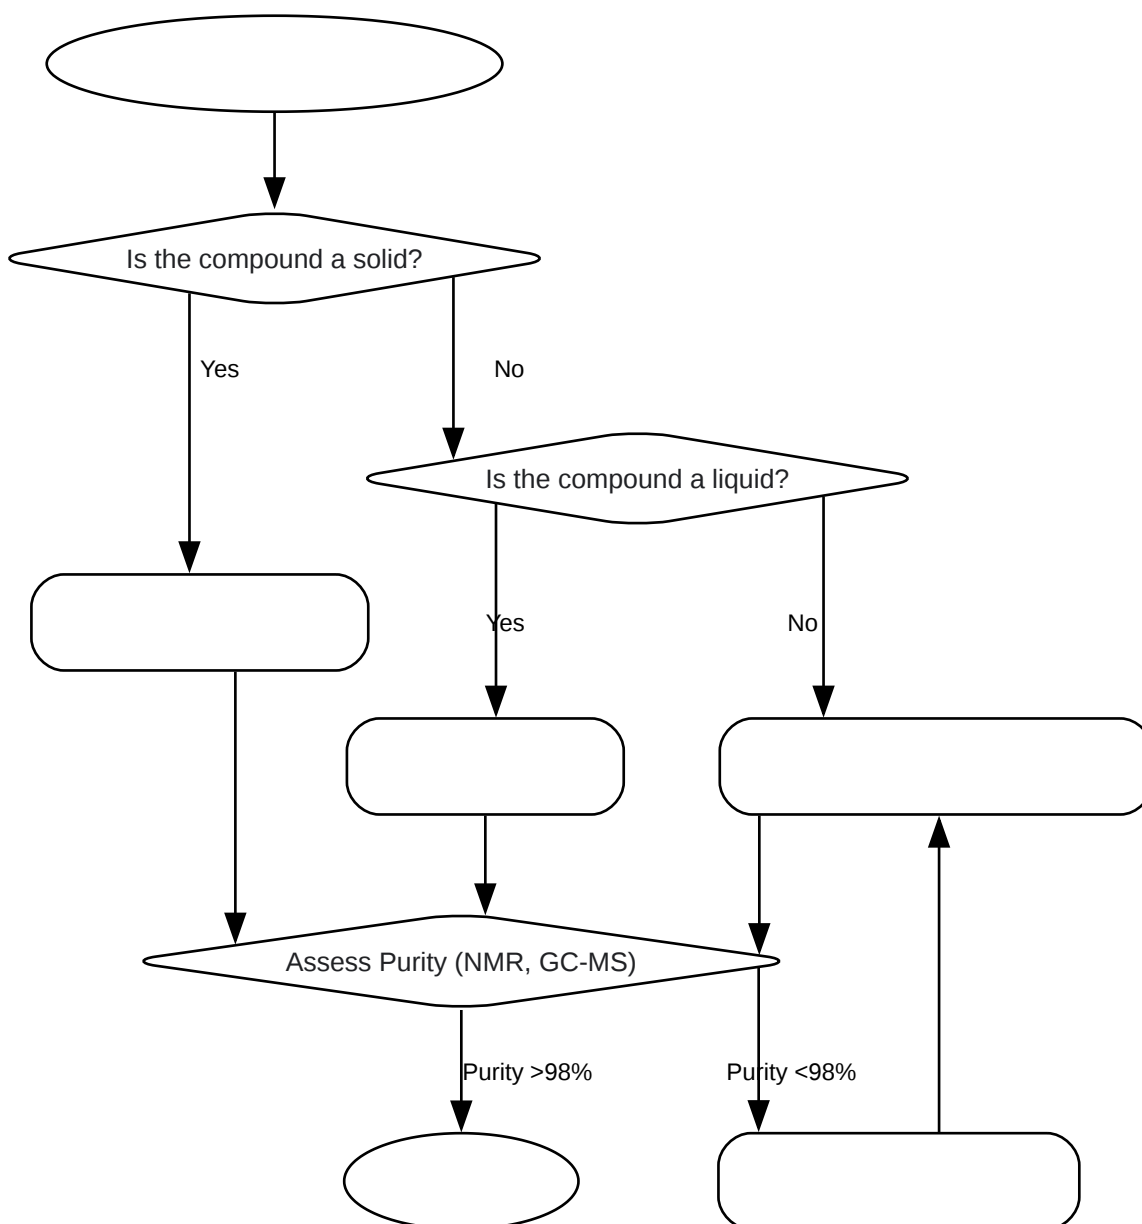 Is the compound a solid?
Yes
No
Is the compound a liquid?
Yes
No
Assess Purity (NMR, GC-MS)
Purity >98%
Purity <98%